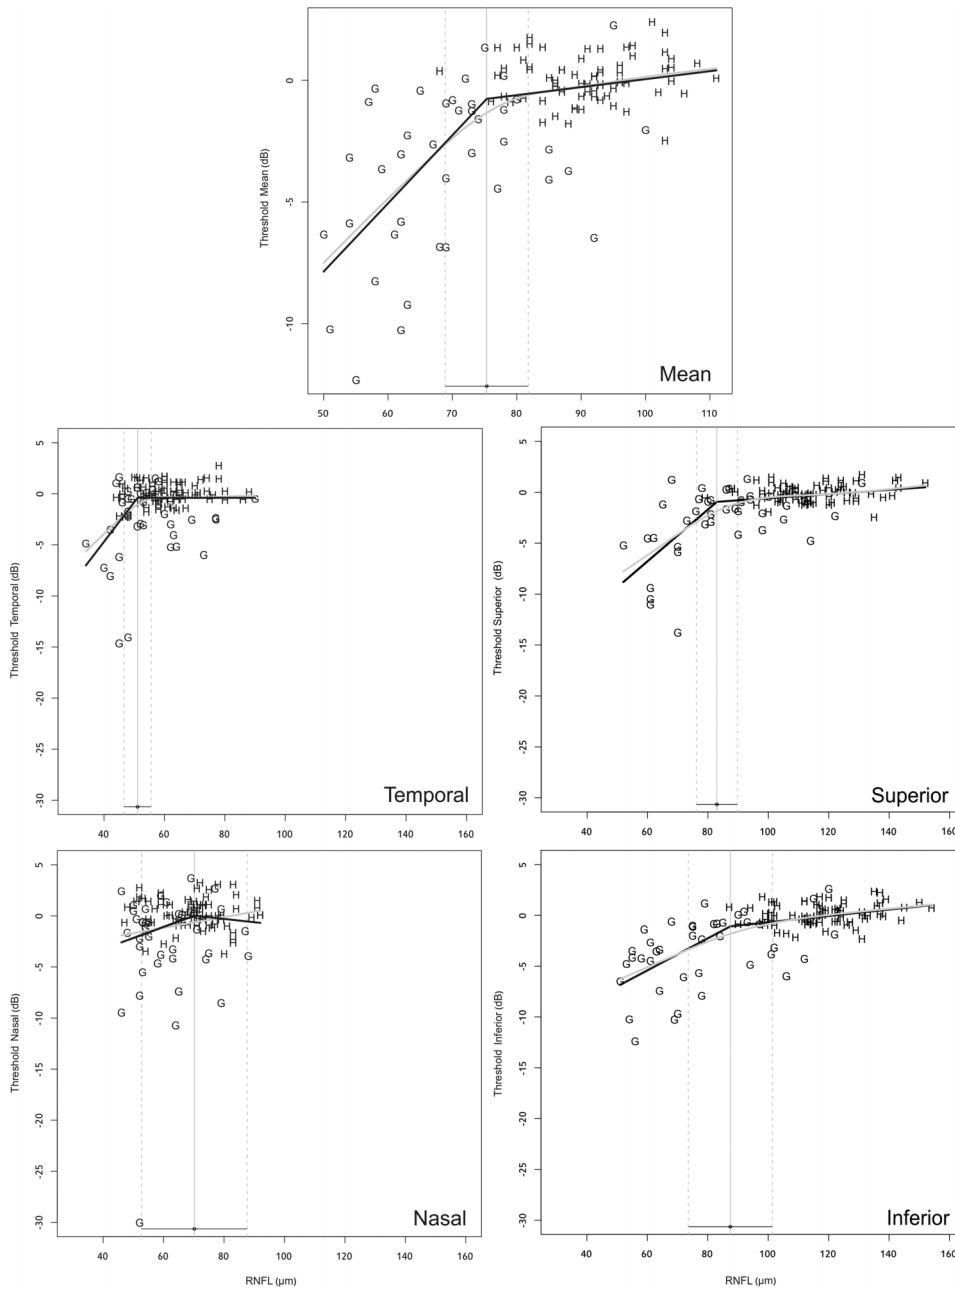 0
-5
-10
Threshold Mean (dB)
Mean
50 60 70 80 90 100 110
5
0
-5
-10
-15
-20
-25
-30
Threshold Temporal (dB)
Temporal
40 60 80 100 120 140 160
5
0
-5
-10
-15
-20
-25
-30
Threshold Superior (dB)
Superior
40 60 80 100 120 140 160
5
0
-5
-10
-15
-20
-25
-30
Threshold Nasal (dB)
Nasal
40 60 80 100 120 140 160
RNFL (µm)
5
0
-5
-10
-15
-20
-25
-30
Threshold Inferior (dB)
Inferior
40 60 80 100 120 140 160
RNFL (µm)